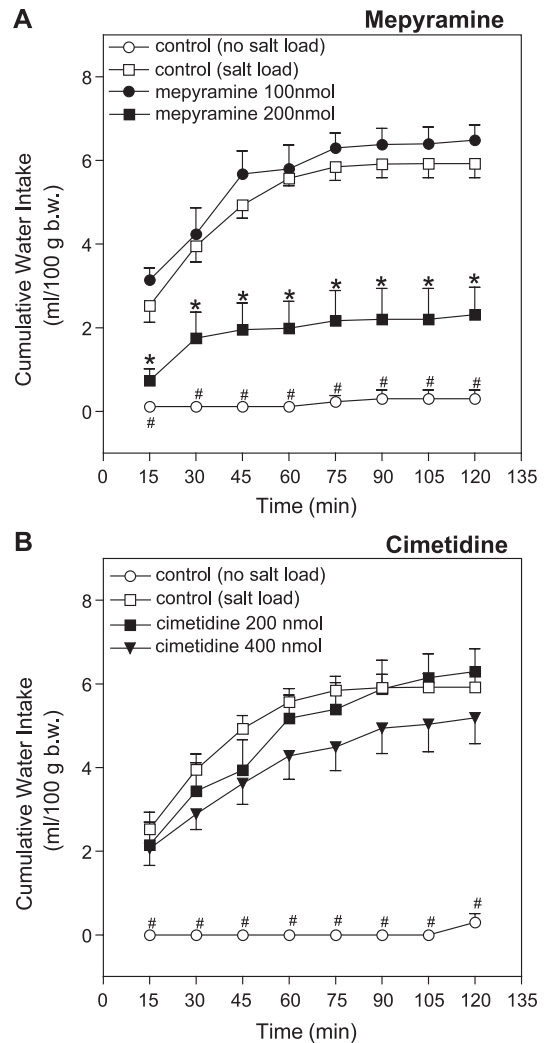 A
Mepyramine
control (no salt load)
control (salt load)
mepyramine 100nmol
mepyramine 200nmol
Cumulative Water Intake
(ml/100 g b.w.)
8
6
4
2
0
* * * * * * * *
# # # # # # # #
0 15 30 45 60 75 90 105 120 135
Time (min)
B
Cimetidine
control (no salt load)
control (salt load)
cimetidine 200 nmol
cimetidine 400 nmol
Cumulative Water Intake
(ml/100 g b.w.)
8
6
4
2
0
# # # # # # # #
0 15 30 45 60 75 90 105 120 135
Time (min)